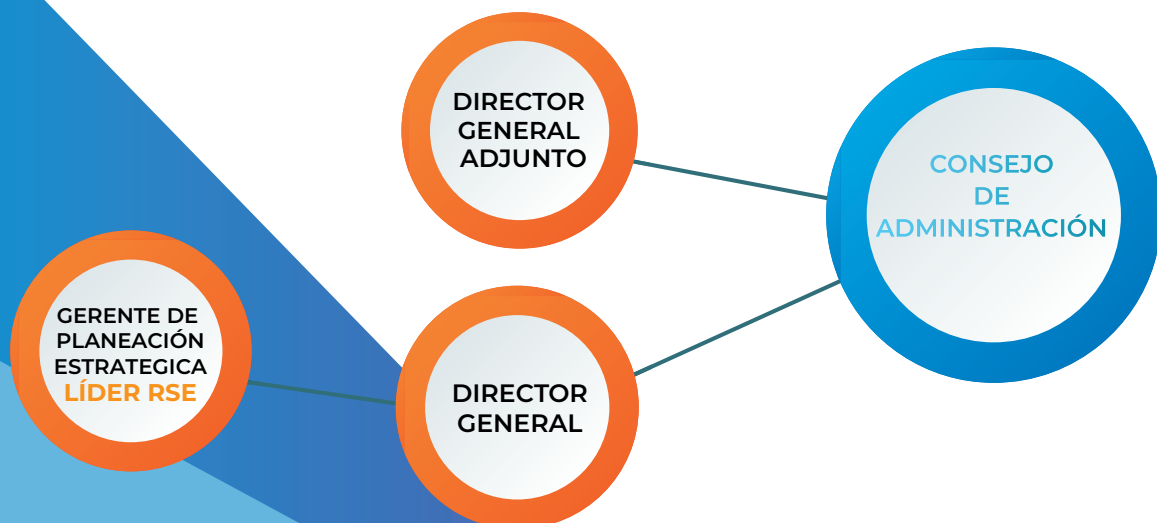 DIRECTOR
GENERAL
ADJUNTO
CONSEJO
DE
ADMINISTRACIÓN
GERENTE DE
PLANEACIÓN
ESTRATEGICA
LÍDER RSE
DIRECTOR
GENERAL